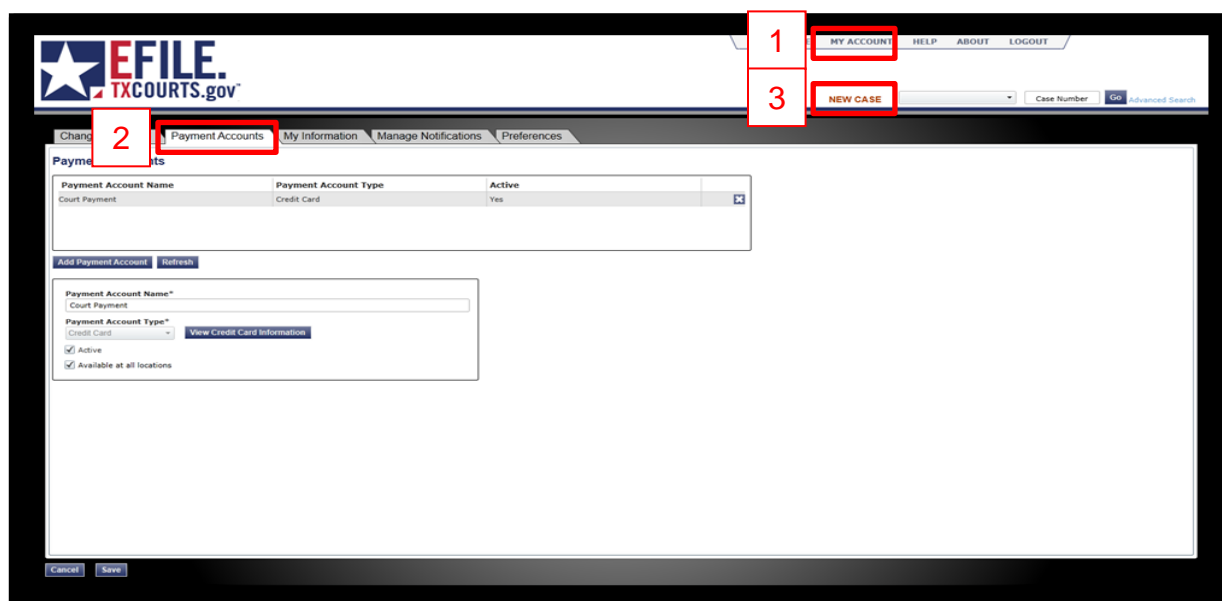 1
MY ACCOUNT HELP ABOUT LOGOUT
EFILE.
TXCOURTS.gov
3
NEW CASE Case Number Go Advanced Search
2
Payment Accounts My Information Manage Notifications Preferences
Payment Account Name Payment Account Type Active
Court Payment Credit Card Yes
Add Payment Account Refresh
Payment Account Name*
Court Payment
Payment Account Type*
Credit Card View Credit Card Information
Active
Available at all locations
Cancel Save